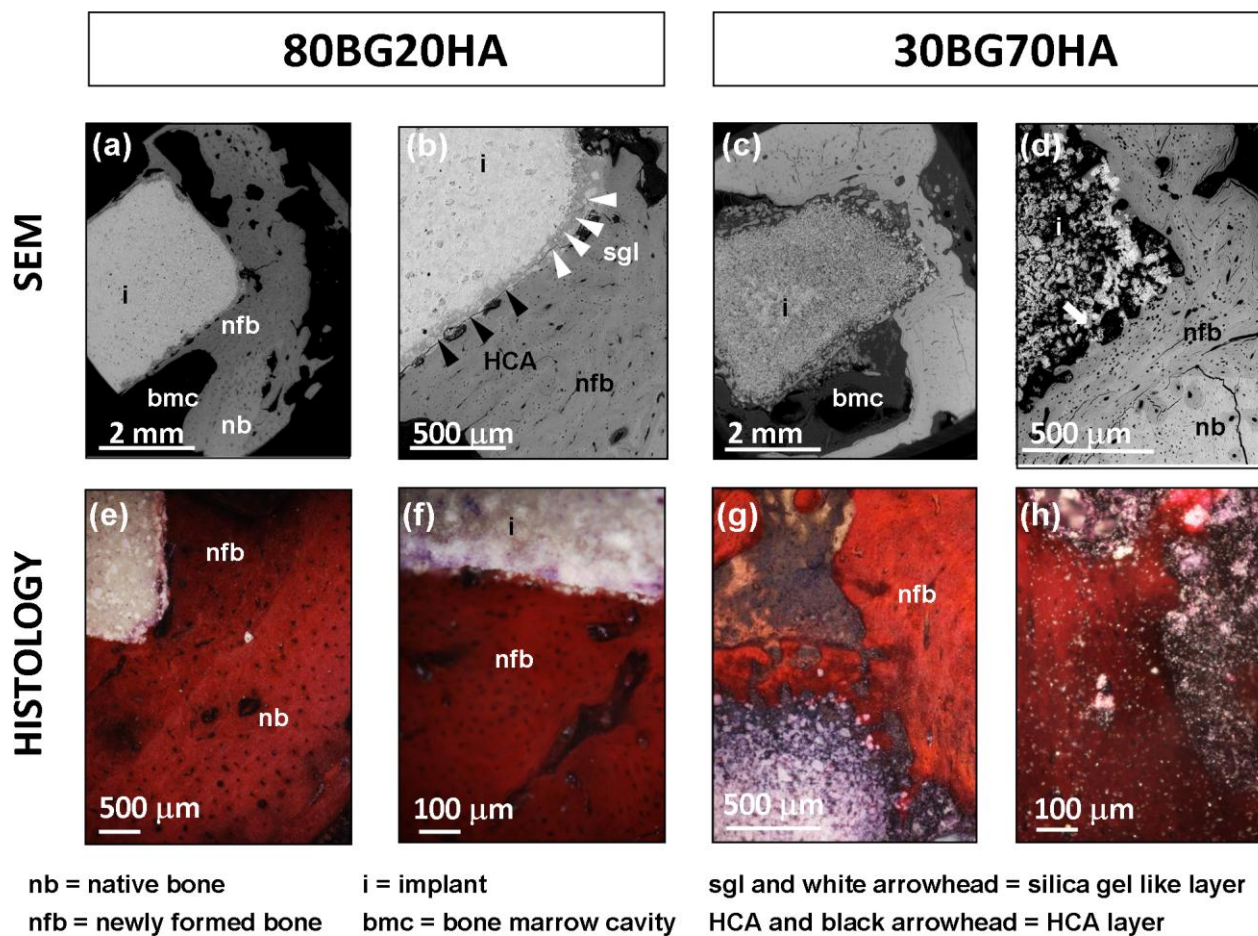 80BG20HA
30BG70HA
SEM
(a)
i
nfb
bmc
nb
2 mm
(b)
i
sgl
HCA
nfb
500 µm
(c)
i
bmc
2 mm
(d)
i
nfb
nb
500 µm
HISTOLOGY
(e)
nfb
nb
500 µm
(f)
i
nfb
100 µm
(g)
nfb
500 µm
(h)
100 µm
nb = native bone
i = implant
sgl and white arrowhead = silica gel like layer
nfb = newly formed bone
bmc = bone marrow cavity
HCA and black arrowhead = HCA layer